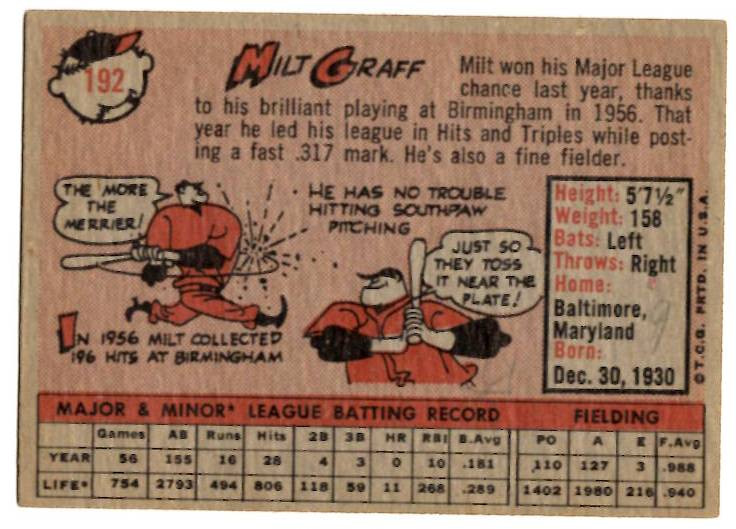 192
MILT GRAFF
Milt won his Major League
chance last year, thanks
to his brilliant playing at Birmingham in 1956. That
year he led his league in Hits and Triples while post-
ing a fast .317 mark. He's also a fine fielder.
THE MORE
THE
MERRIER!
HE HAS NO TROUBLE
HITTING SOUTHPAW
PITCHING
JUST SO
THEY TOSS
IT NEAR THE
PLATE!
IN 1956 MILT COLLECTED
196 HITS AT BIRMINGHAM
Height: 5'7½"
Weight: 158
Bats: Left
Throws: Right
Home:
Baltimore,
Maryland
Born:
Dec. 30, 1930
©T.C.G. PRTD. IN U.S.A.
MAJOR & MINOR* LEAGUE BATTING RECORD FIELDING
Games AB Runs Hits 2B 3B HR RBI B.Avg PO A E F.Avg
YEAR 56 155 16 28 4 3 0 10 .181 110 127 3 .988
LIFE* 754 2793 494 806 118 59 11 268 .289 1402 1980 216 .940